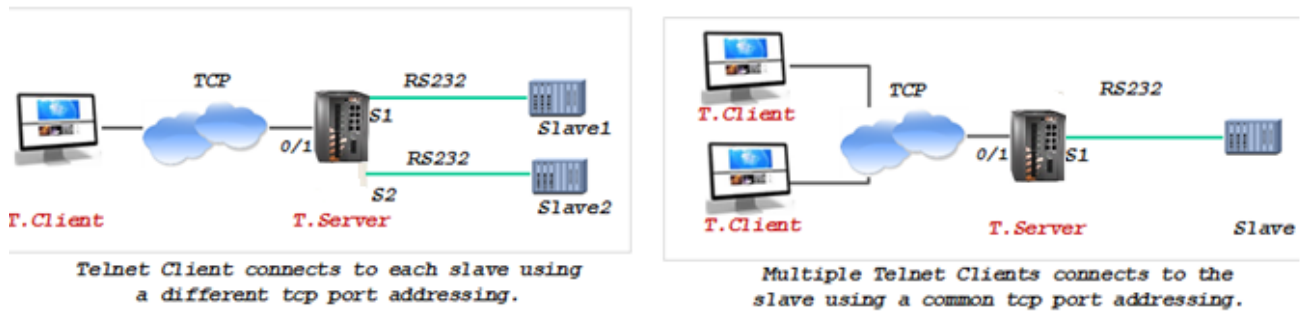 TCP
RS232
S1
0/1
Slave1
RS232
S2
Slave2
T.Client
T.Server
Telnet Client connects to each slave using
a different tcp port addressing.
T.Client
TCP
RS232
0/1
S1
T.Client
T.Server
Slave
Multiple Telnet Clients connects to the
slave using a common tcp port addressing.